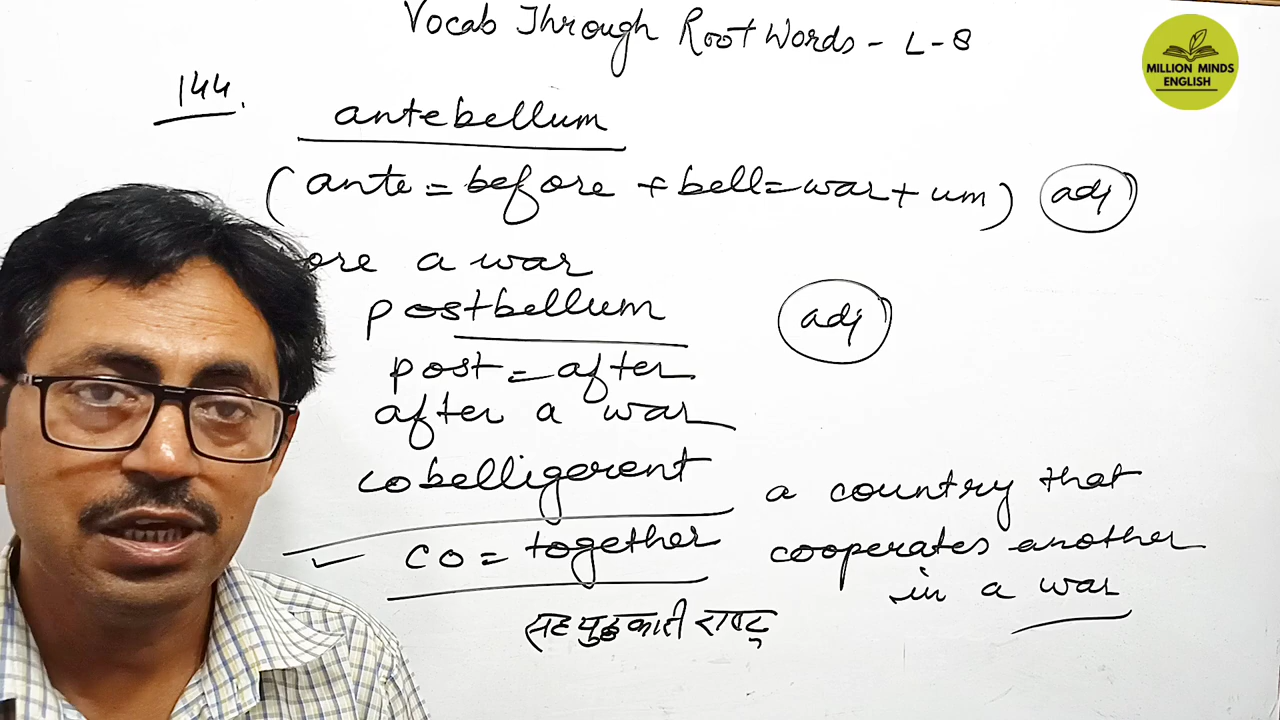 Vocab Through Root Words - L-8
MILLION MINDS
ENGLISH
144.
antebellum
(ante = before + bell = war + um) adj
ore a war
postbellum adj
post = after
after a war
cobelligerent
a country that
co = together
cooperates another
in a war
(सह युद्धकारी राष्ट्र